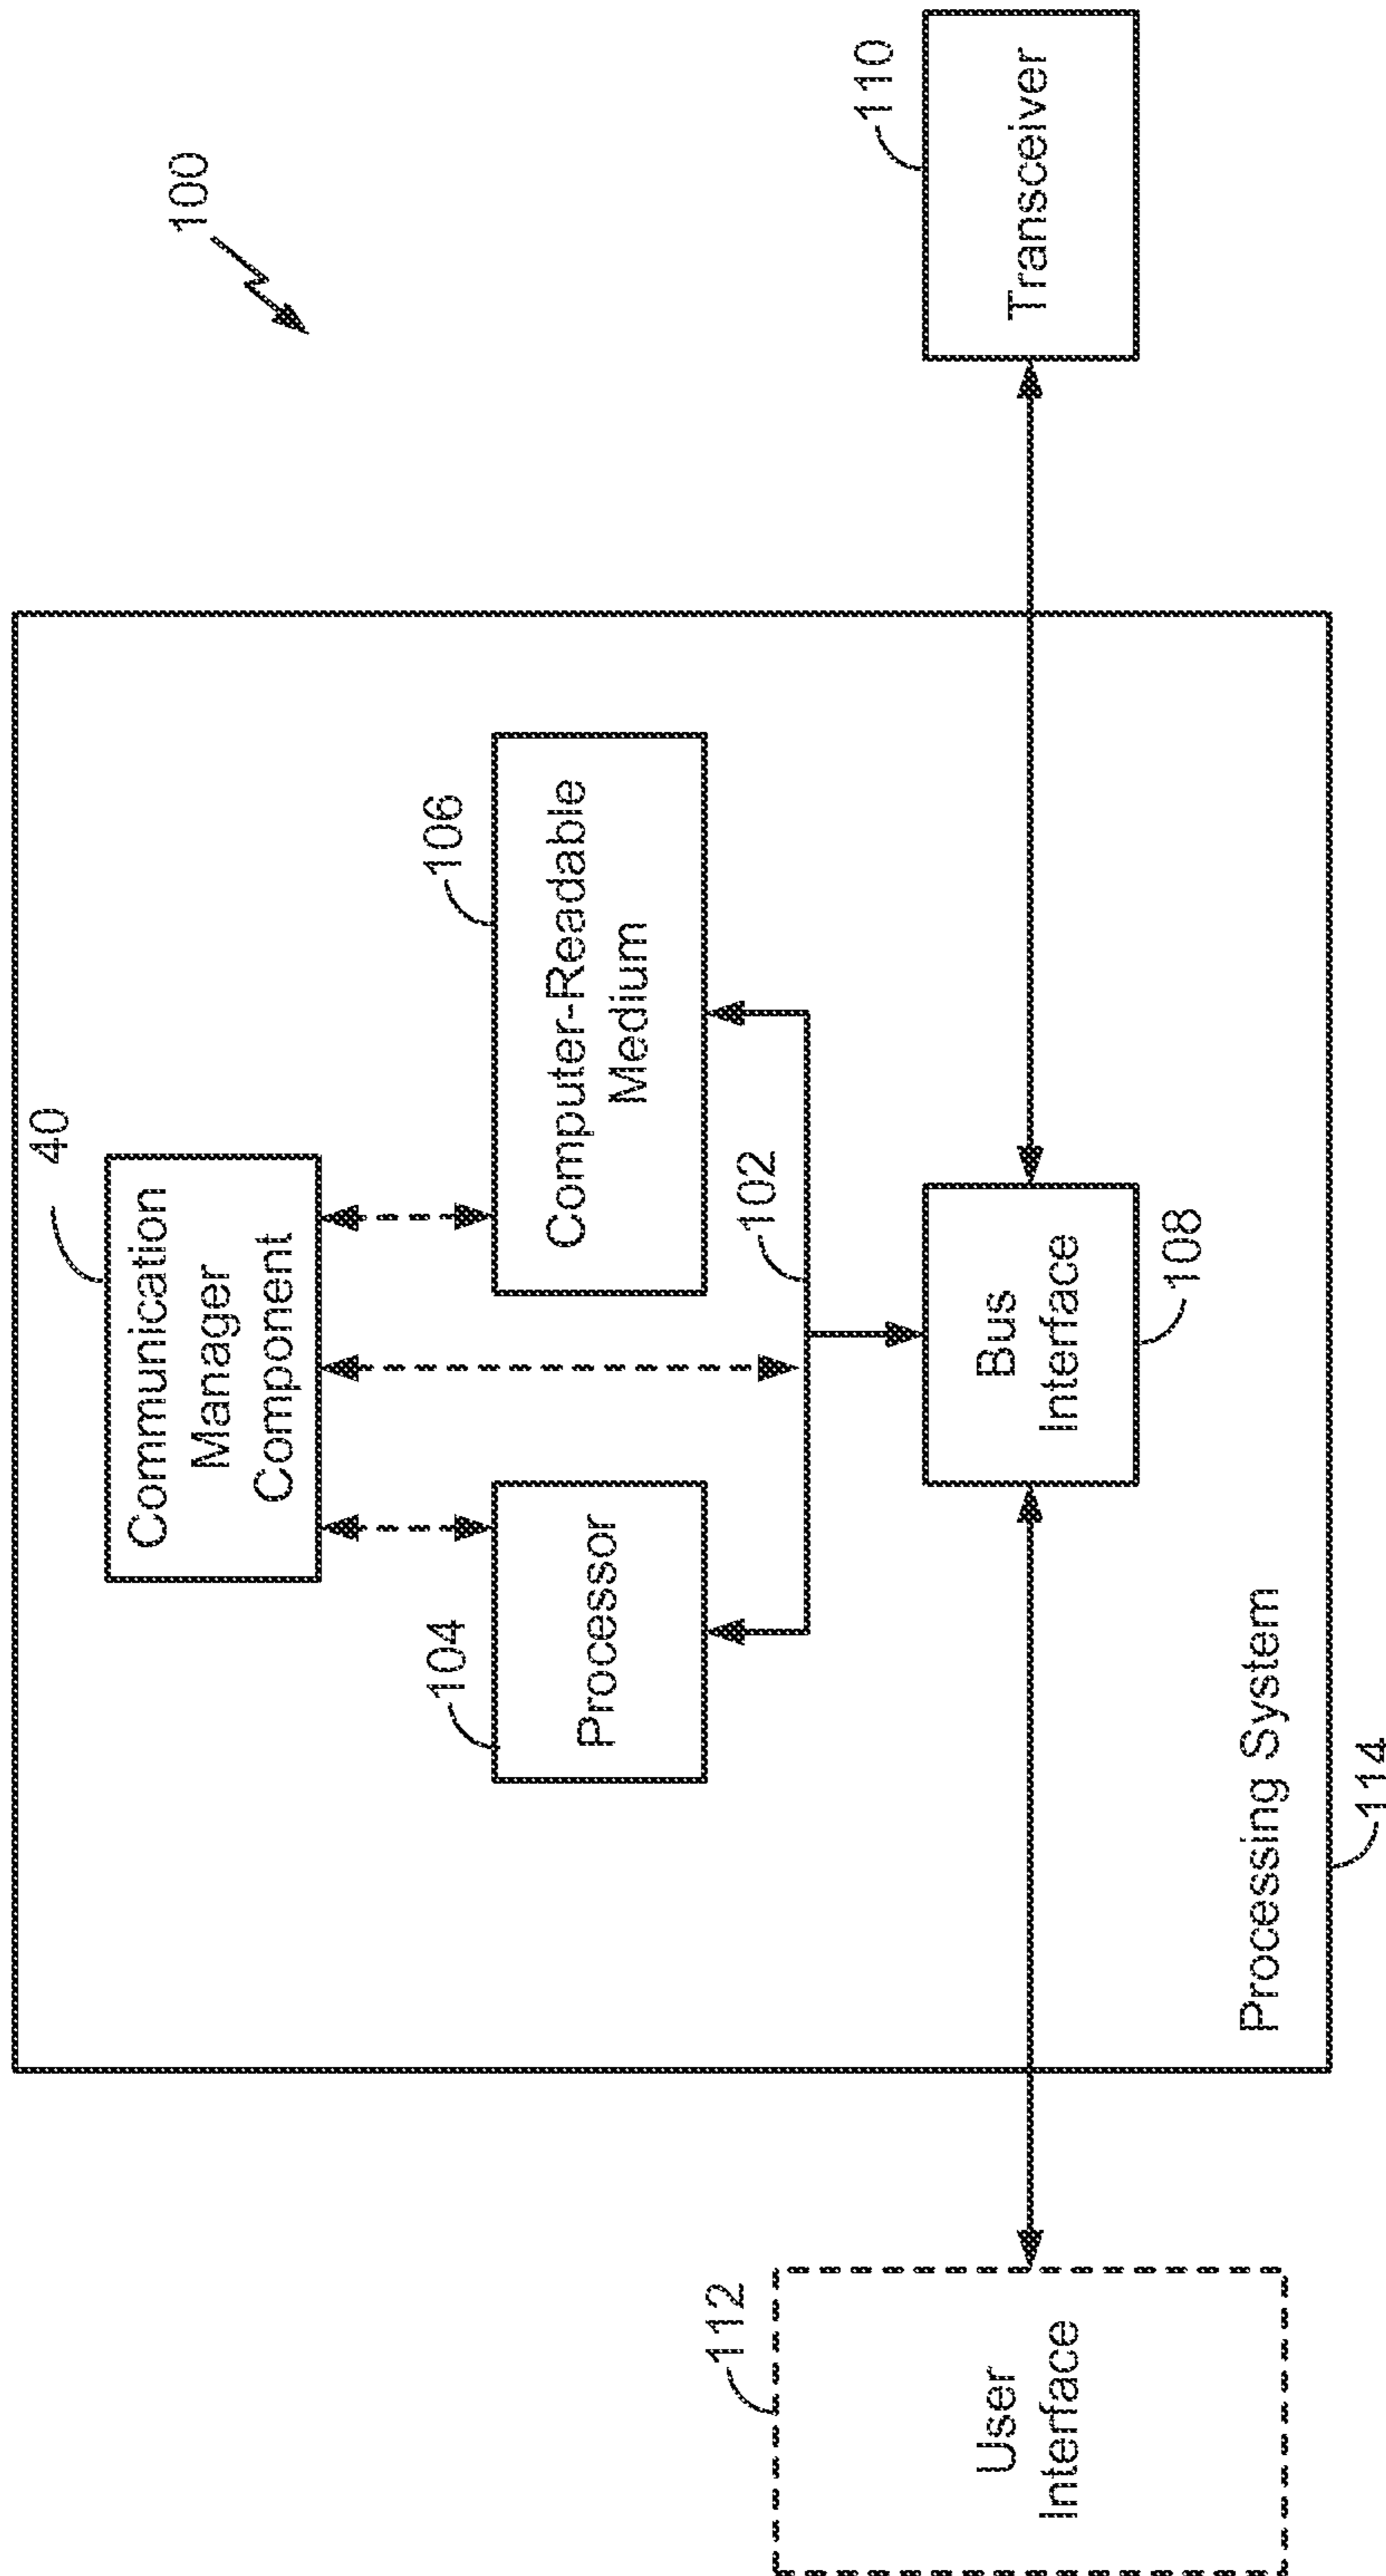 100
40
Communication
Manager
Component
104
Processor
106
Computer-Readable
Medium
102
110
Transceiver
112
User
Interface
Bus
Interface
108
Processing System
114